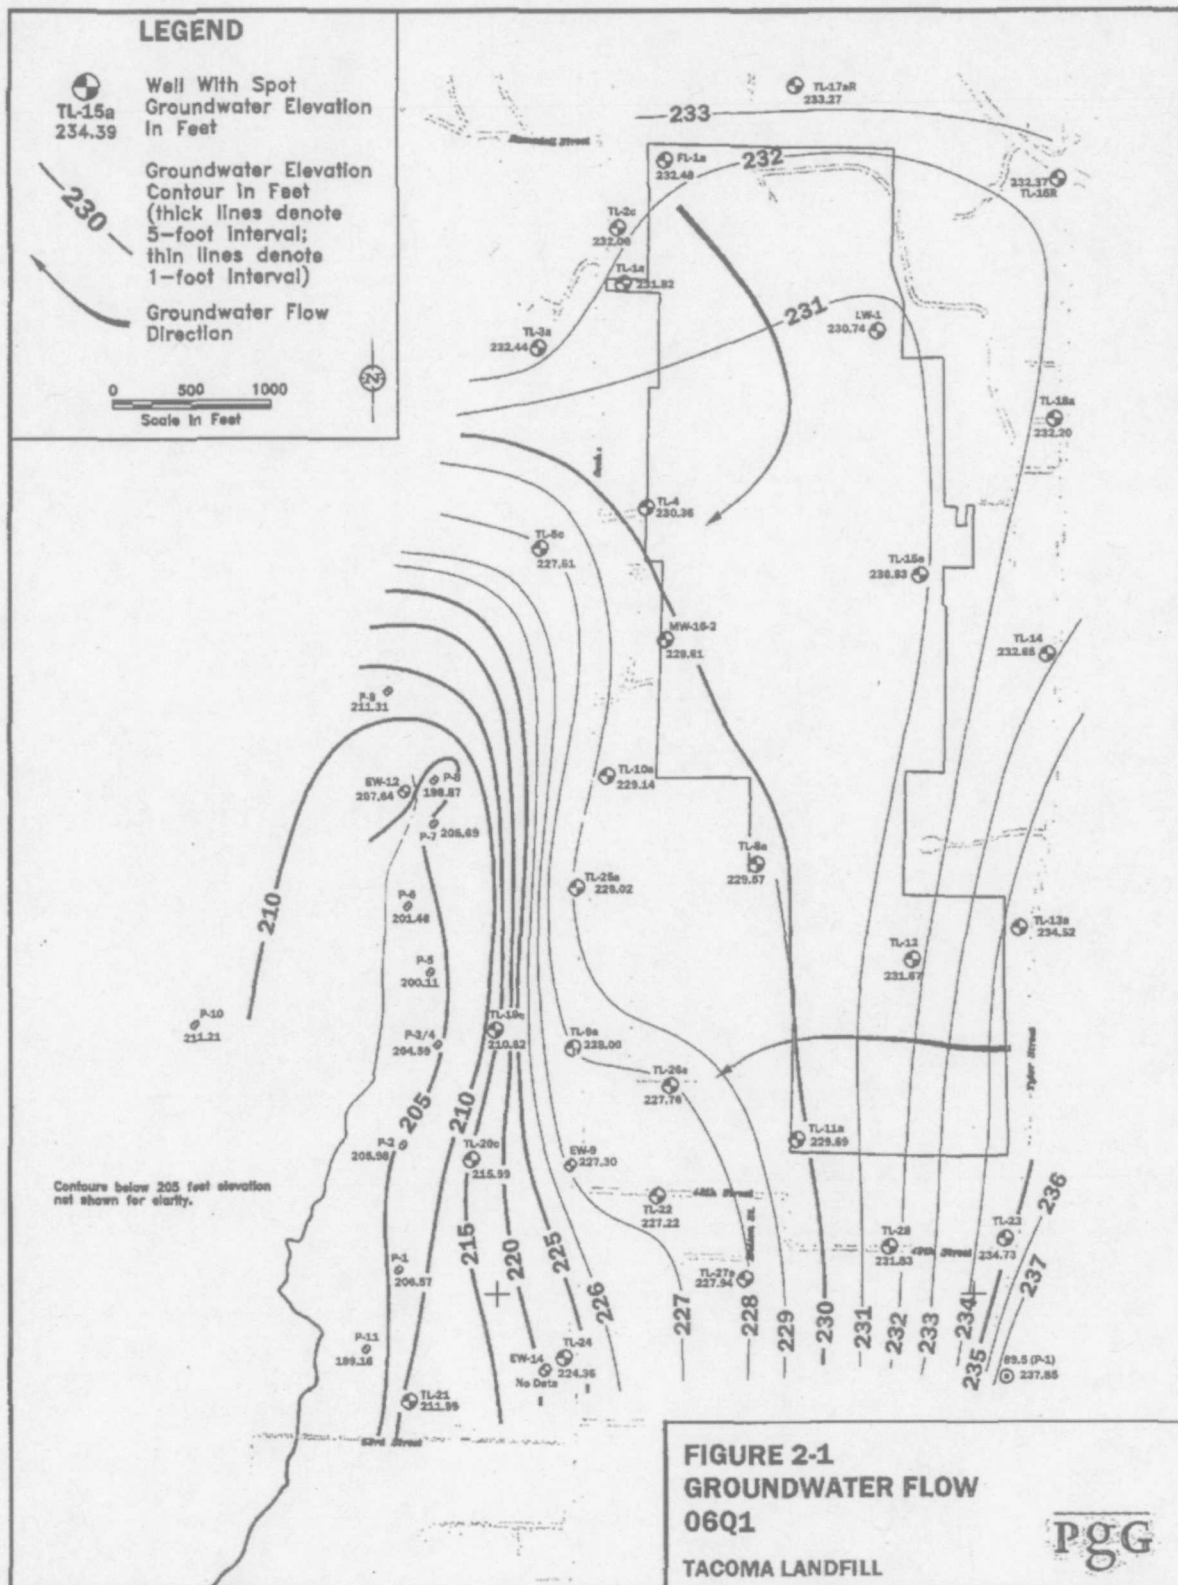 LEGEND
Well With Spot
Groundwater Elevation
In Feet
TL-15a
234.39
Groundwater Elevation
Contour in Feet
(thick lines denote
5-foot interval;
thin lines denote
1-foot interval)
230
Groundwater Flow
Direction
0 500 1000
Scale in Feet
N
TL-17aR
233.27
233
FL-1a
232.48
232
232.37
TL-16R
TL-2c
232.06
TL-1a
231.82
231
LW-1
230.74
TL-3a
232.44
TL-18a
232.20
TL-4
230.36
TL-5c
227.51
TL-15a
230.83
MW-16-2
229.61
TL-14
232.65
P-9
211.31
EW-12
207.64
P-8
198.87
P-7
TL-10a
229.14
TL-8a
229.57
TL-25a
229.02
P-6
201.46
210
TL-13a
234.52
TL-12
231.67
P-5
200.11
P-10
211.21
TL-19c
210.82
P-3/4
204.59
TL-9a
228.00
Tyler Street
TL-26a
227.76
205
210
TL-11a
229.69
P-2
TL-20c
215.99
EW-9
227.30
Contours below 205 feet elevation
not shown for clarity.
48th Street
TL-22
227.22
236
TL-28
231.83
49th Street
TL-23
234.73
215
220
225
P-1
206.57
TL-27a
227.94
237
226
227
228
229
230
231
232
233
234
235
P-11
189.16
EW-14
No Data
TL-24
224.36
89.5 (P-1)
237.85
TL-21
211.95
53rd Street
FIGURE 2-1
GROUNDWATER FLOW
06Q1
TACOMA LANDFILL
PgG